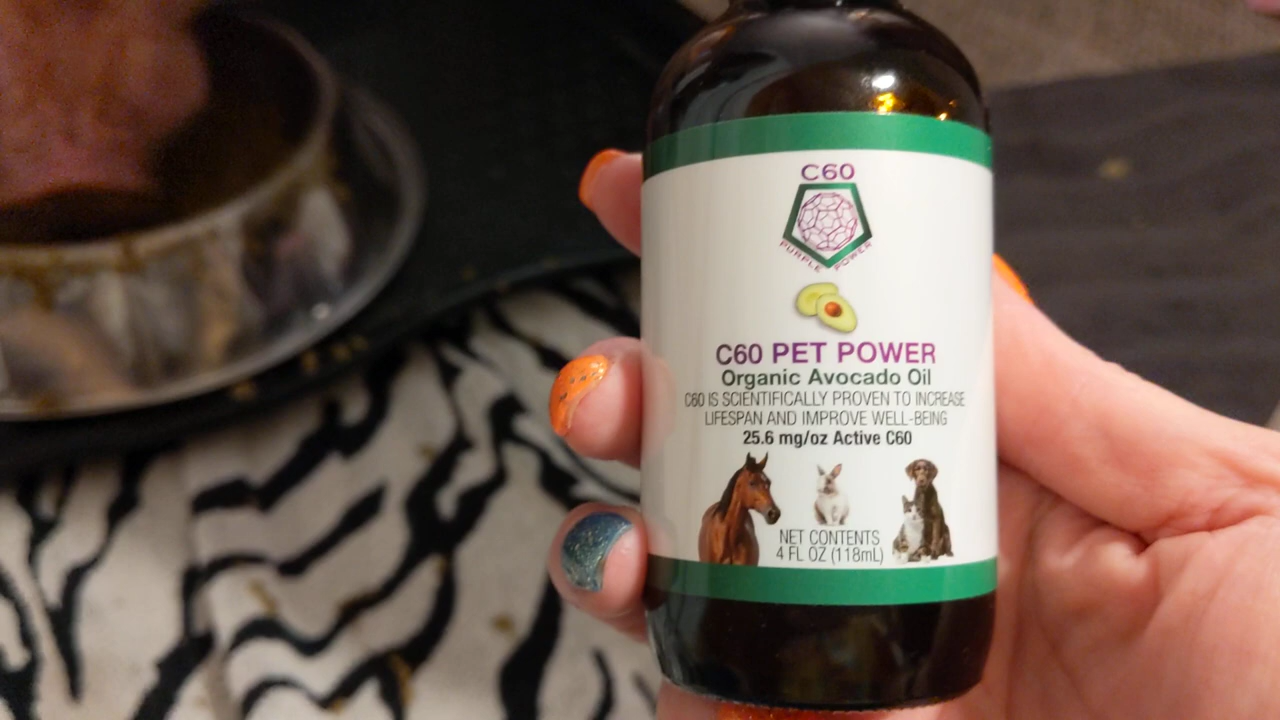 C60
PURPLE POWER
C60 PET POWER
Organic Avocado Oil
C60 IS SCIENTIFICALLY PROVEN TO INCREASE
LIFESPAN AND IMPROVE WELL-BEING
25.6 mg/oz Active C60
NET CONTENTS
4 FL OZ (118mL)